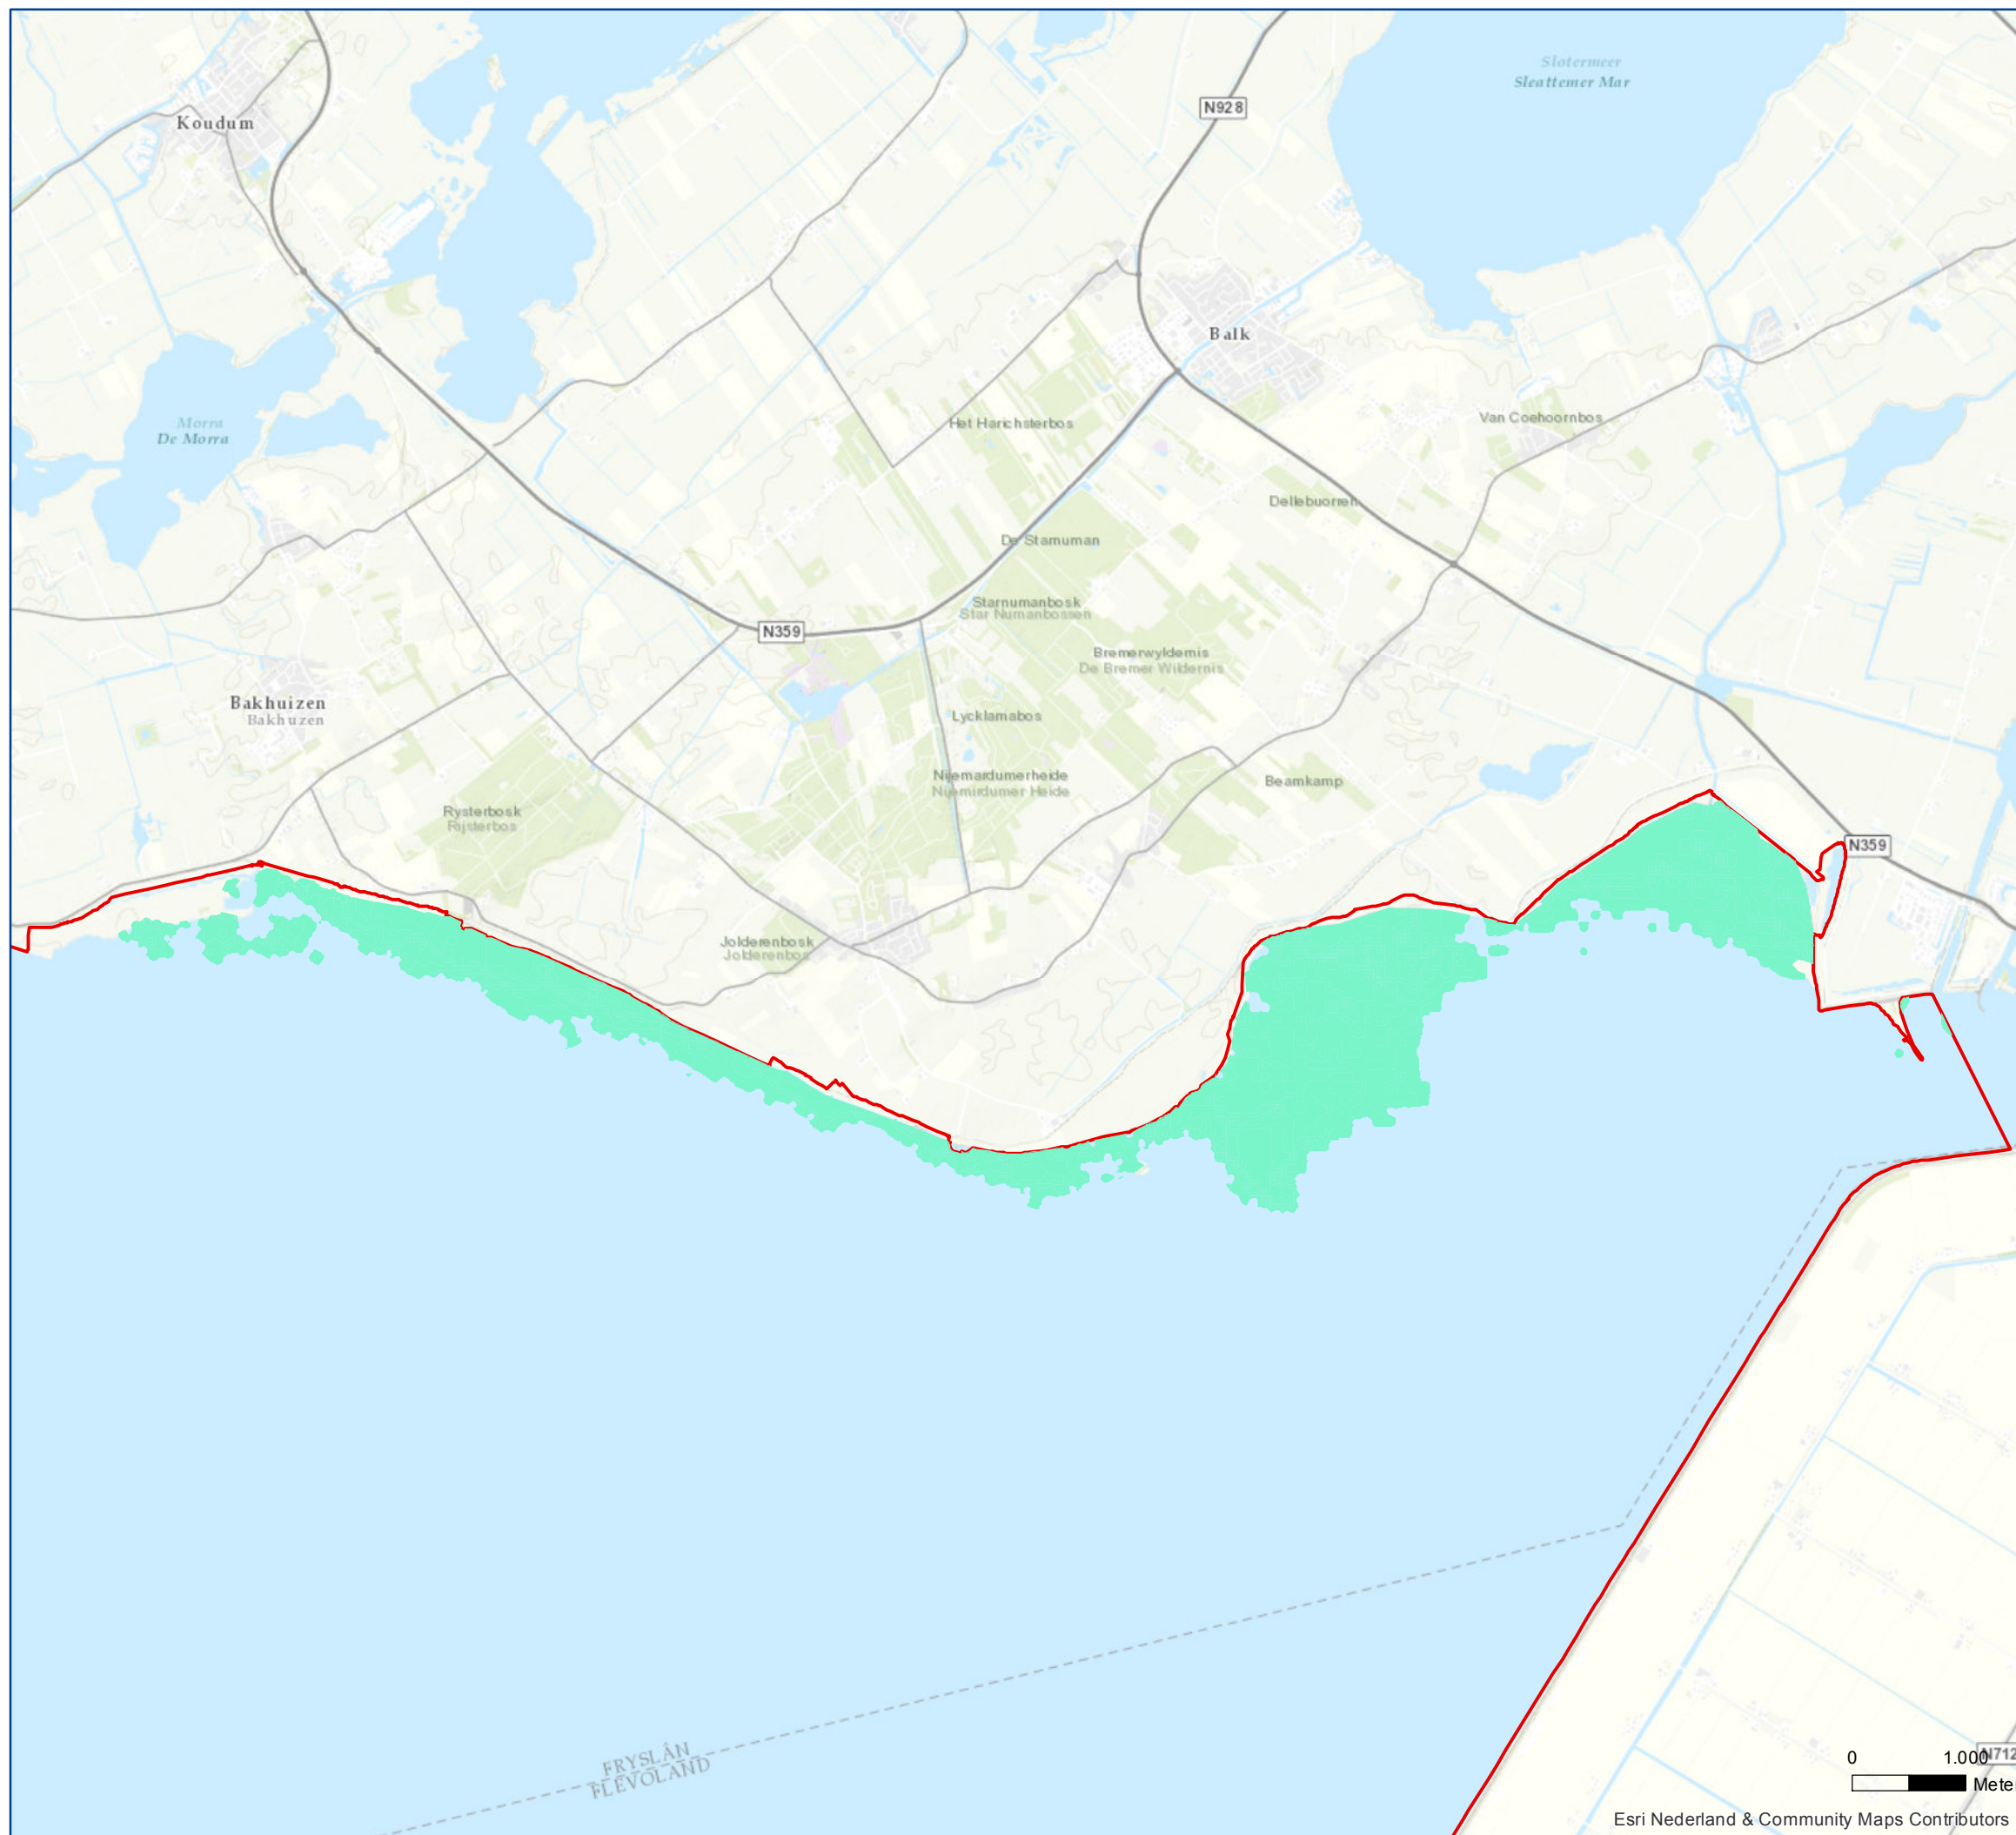 Slotermeer
Sleattemer Mar
N928
Koudum
Balk
Van Coehoornbos
Het Harichsterbos
Morra
De Morra
Dellebuorren
De Starnuman
Starnumanbosk
Star Numanbossen
N359
Bremerwyldernis
De Bremer Wildernis
Bakhuizen
Bakhuzen
Lycklamabos
Nijemardumerheide
Nijemirdumer Heide
Beamkamp
Rysterbosk
Rijsterbos
N359
Jolderenbosk
Jolderenbos
FRYSLÂN
FLEVOLAND
0 1.000
N712
Mete
Esri Nederland & Community Maps Contributors